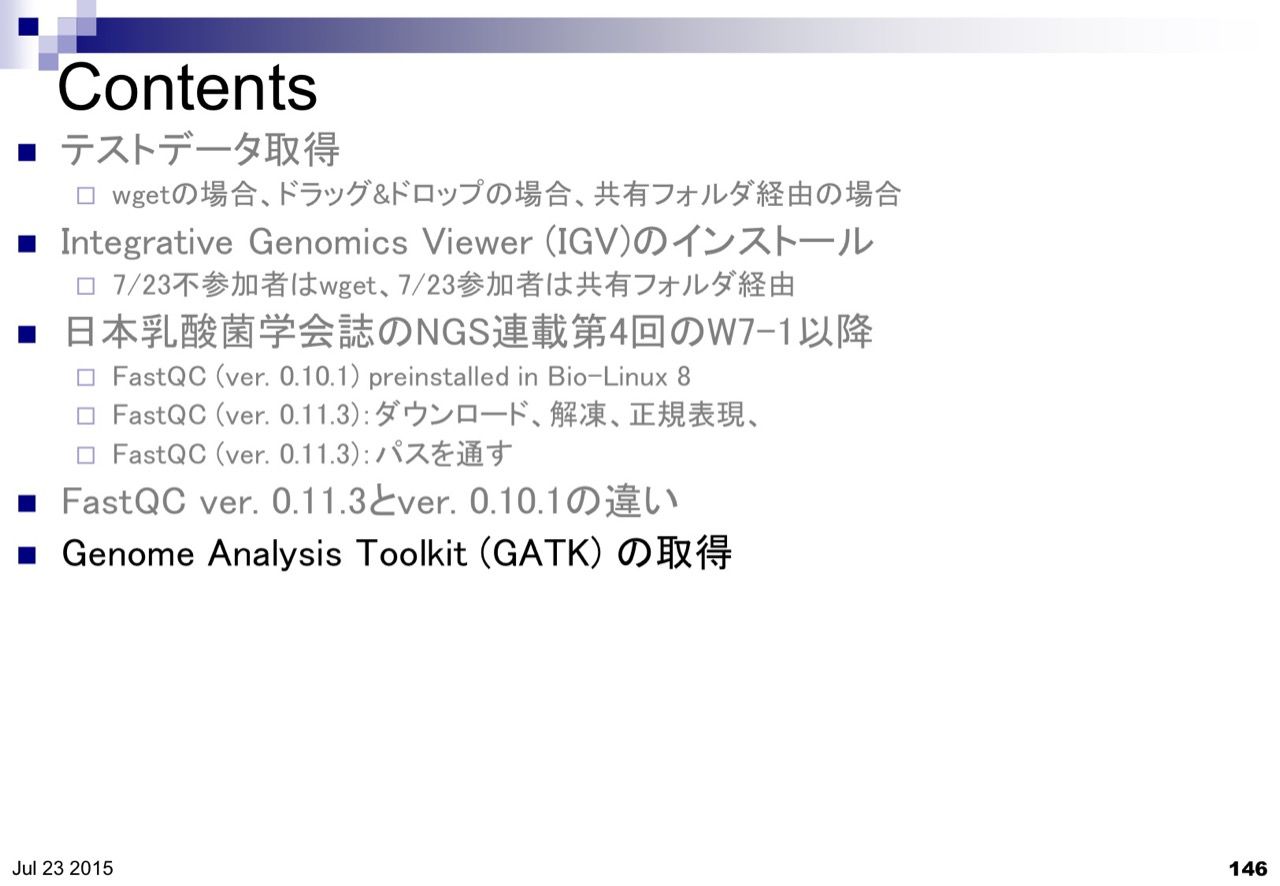 Contents
テストデータ取得
wgetの場合、ドラッグ&ドロップの場合、共有フォルダ経由の場合
Integrative Genomics Viewer (IGV)のインストール
7/23不参加者はwget、7/23参加者は共有フォルダ経由
日本乳酸菌学会誌のNGS連載第4回のW7-1以降
FastQC (ver. 0.10.1) preinstalled in Bio-Linux 8
FastQC (ver. 0.11.3):ダウンロード、解凍、正規表現、
FastQC (ver. 0.11.3):パスを通す
FastQC ver. 0.11.3とver. 0.10.1の違い
Genome Analysis Toolkit (GATK) の取得
Jul 23 2015
146